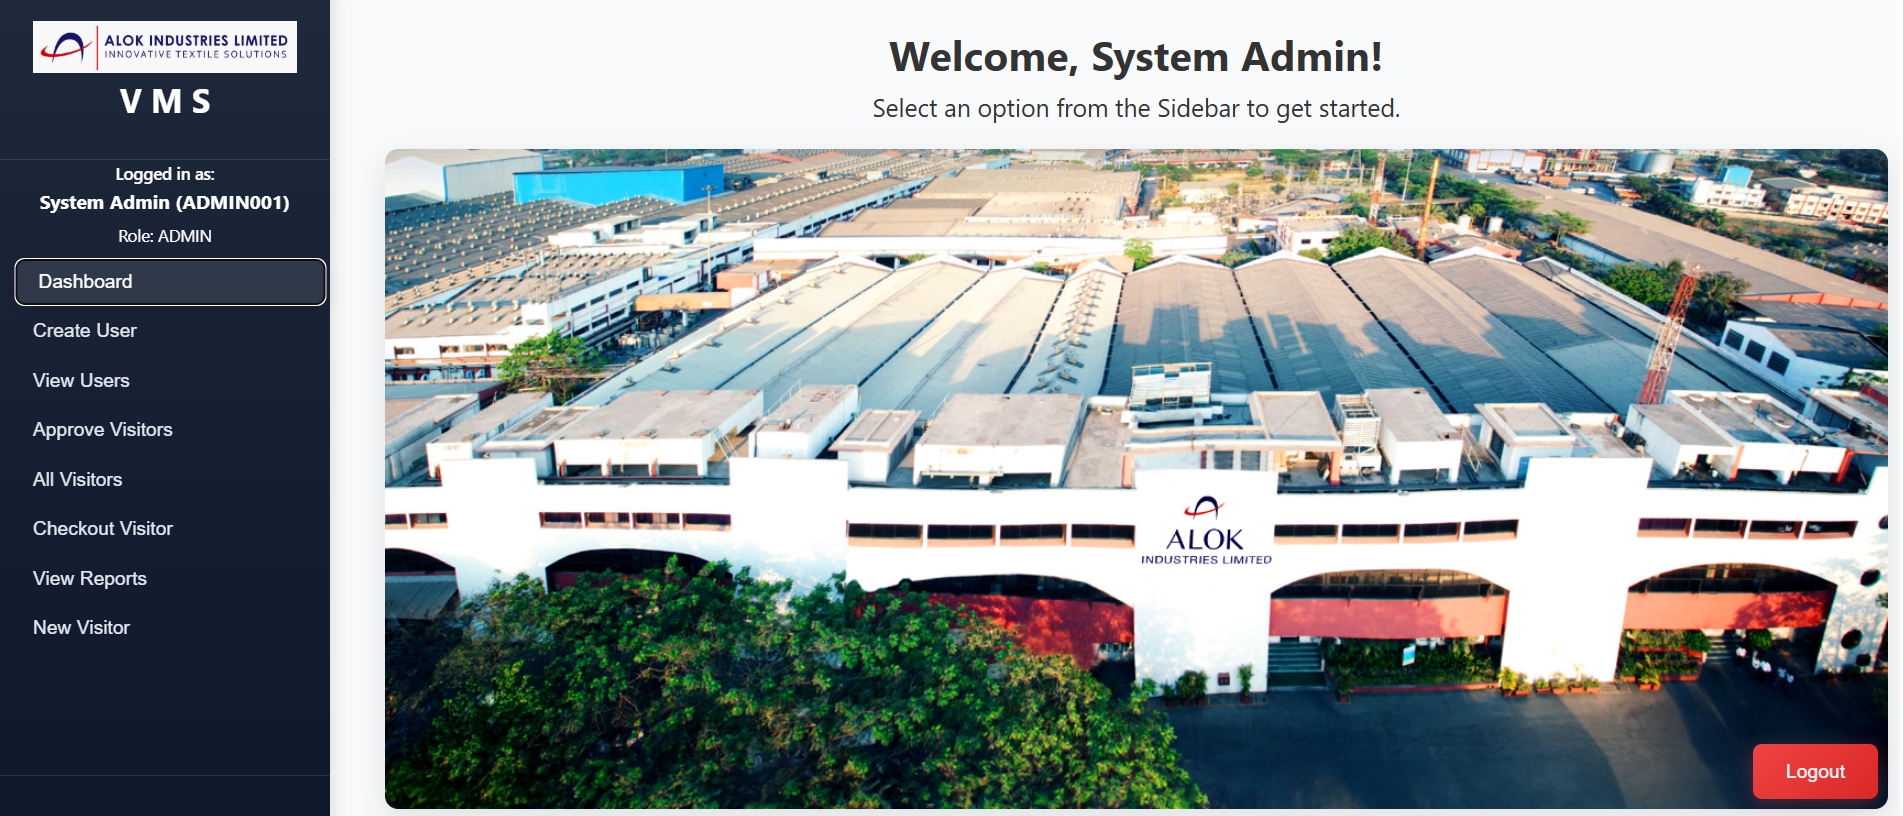 ALOK INDUSTRIES LIMITED
INNOVATIVE TEXTILE SOLUTIONS
VMS
Logged in as:
System Admin (ADMIN001)
Role: ADMIN
Dashboard
Create User
View Users
Approve Visitors
All Visitors
Checkout Visitor
View Reports
New Visitor
Welcome, System Admin!
Select an option from the Sidebar to get started.
ALOK
INDUSTRIES LIMITED
Logout